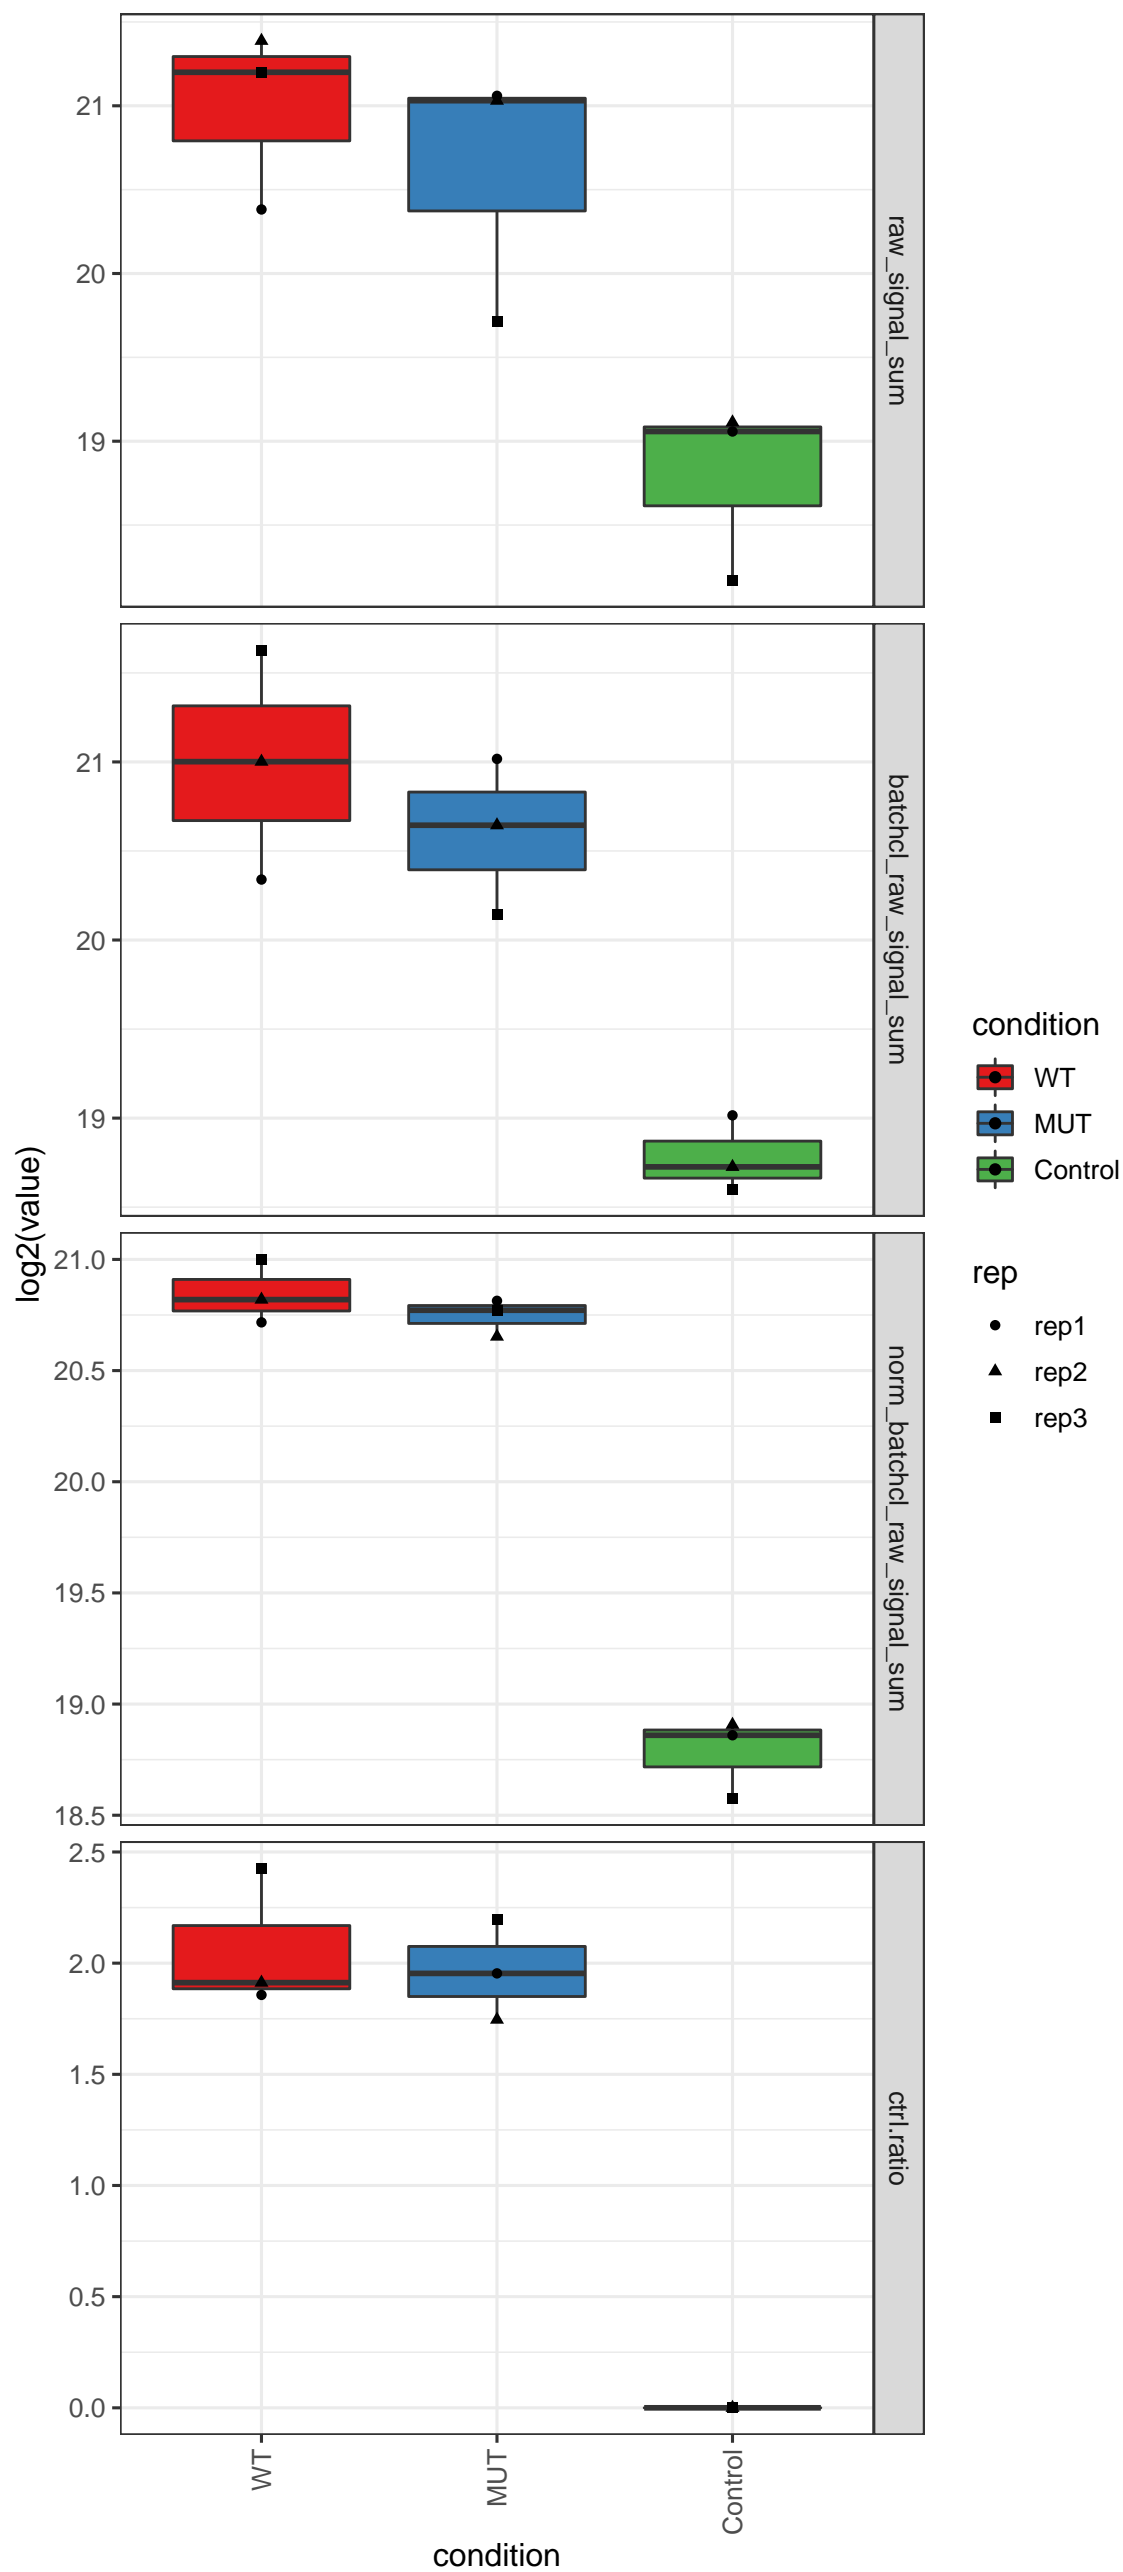 21
20
19
raw_signal_sum
21
20
19
batchcl_raw_signal_sum
21.0
20.5
20.0
19.5
19.0
18.5
norm_batchcl_raw_signal_sum
2.5
2.0
1.5
1.0
0.5
0.0
ctrl.ratio
log2(value)
WT
MUT
Control
condition
condition
WT
MUT
Control
rep
rep1
rep2
rep3